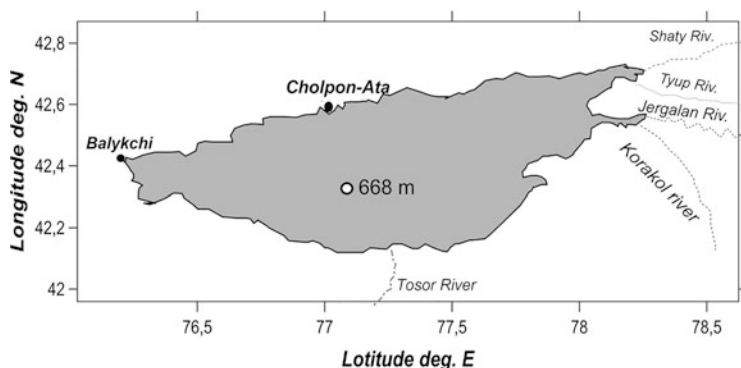 42,8
42,6
42,4
42,2
42
Longitude deg. N
Shaty Riv.
Tyup Riv.
Jergalan Riv.
Korakol river
Cholpon-Ata
Balykchi
668 m
Tosor River
76,5 77 77,5 78 78,5
Lotitude deg. E